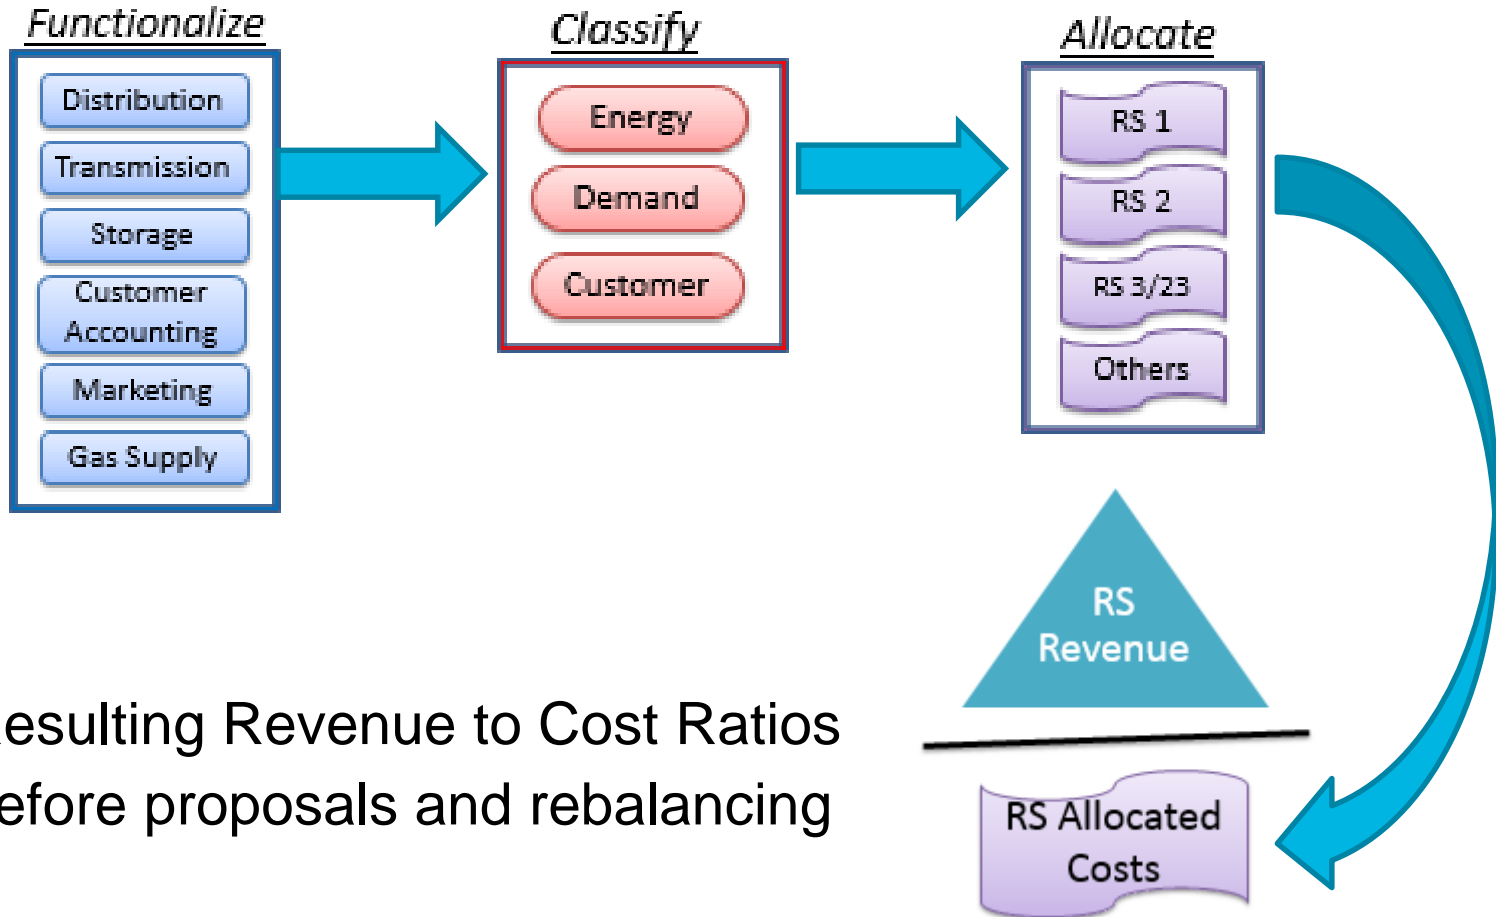 Functionalize
Distribution
Transmission
Storage
Customer
Accounting
Marketing
Gas Supply
Classify
Energy
Demand
Customer
Allocate
RS 1
RS 2
RS 3/23
Others
RS
Revenue
RS Allocated
Costs
esulting Revenue to Cost Ratios
efore proposals and rebalancing